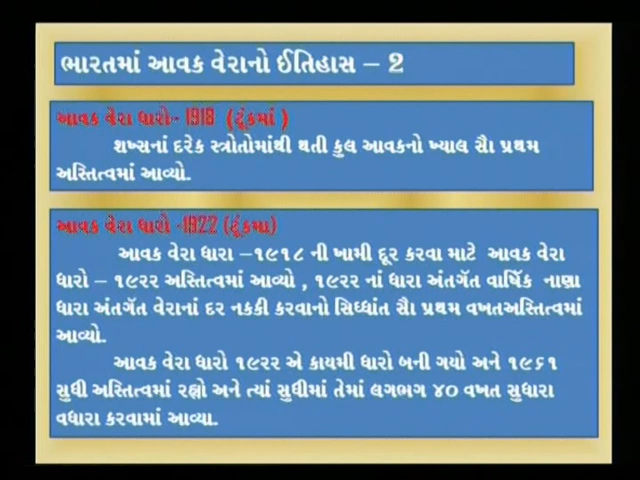 ભારતમાં આવક વેરાનો ઈતિહાસ – 2
આવક વેરા ધારો- 1918 (ટૂંકમાં )
શખ્સનાં દરેક સ્ત્રોતોમાંથી થતી કુલ આવકનો ખ્યાલ સૌ પ્રથમ
અસ્તિત્વમાં આવ્યો.
આવક વેરા ધારો -1922 (ટૂંકમા)
આવક વેરા ધારા –૧૯૧૮ ની ખામી દૂર કરવા માટે આવક વેરા
ધારો – ૧૯૨૨ અસ્તિત્વમાં આવ્યો , ૧૯૨૨ નાં ધારા અંતર્ગત વાર્ષિક નાણા
ધારા અંતર્ગત વેરાનાં દર નકકી કરવાનો સિધ્ધાંત સૌ પ્રથમ વખતઅસ્તિત્વમાં
આવ્યો.
આવક વેરા ધારો ૧૯૨૨ એ કાયમી ધારો બની ગયો અને ૧૯૬૧
સુધી અસ્તિત્વમાં રહ્યો અને ત્યાં સુધીમાં તેમાં લગભગ ૪૦ વખત સુધારા
વધારા કરવામાં આવ્યા.